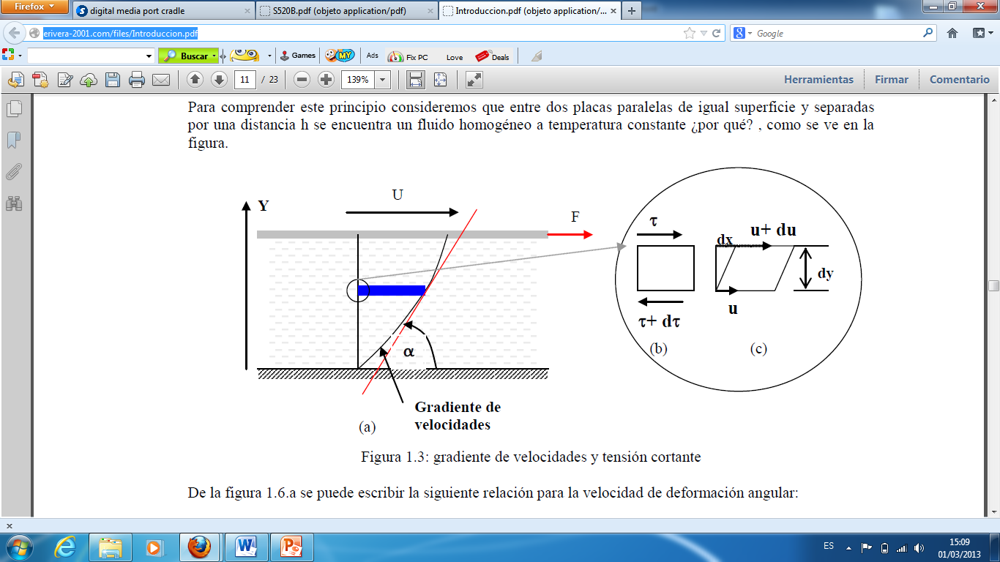 Firefox
digital media port cradle
S520B.pdf (objeto application/pdf)
Introduccion.pdf (objeto application/...
erivera-2001.com/files/Introduccion.pdf
Google
Buscar
MY
Games
Ads
Fix PC
Love
Deals
11 / 23
139%
Herramientas
Firmar
Comentario
Para comprender este principio consideremos que entre dos placas paralelas de igual superficie y separadas
por una distancia h se encuentra un fluido homogéneo a temperatura constante ¿por qué? , como se ve en la
figura.
Y
U
F
α
Gradiente de
velocidades
(a)
τ
τ+ dτ
(b)
dx
u+ du
dy
u
(c)
Figura 1.3: gradiente de velocidades y tensión cortante
De la figura 1.6.a se puede escribir la siguiente relación para la velocidad de deformación angular:
x
ES
15:09
01/03/2013